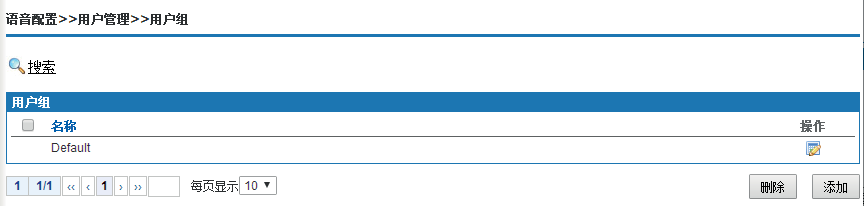 语音配置>>用户管理>>用户组
搜索
用户组
名称 操作
Default
1 1/1 ‹‹ ‹ 1 › ›› 每页显示 10 ▼ 删除 添加